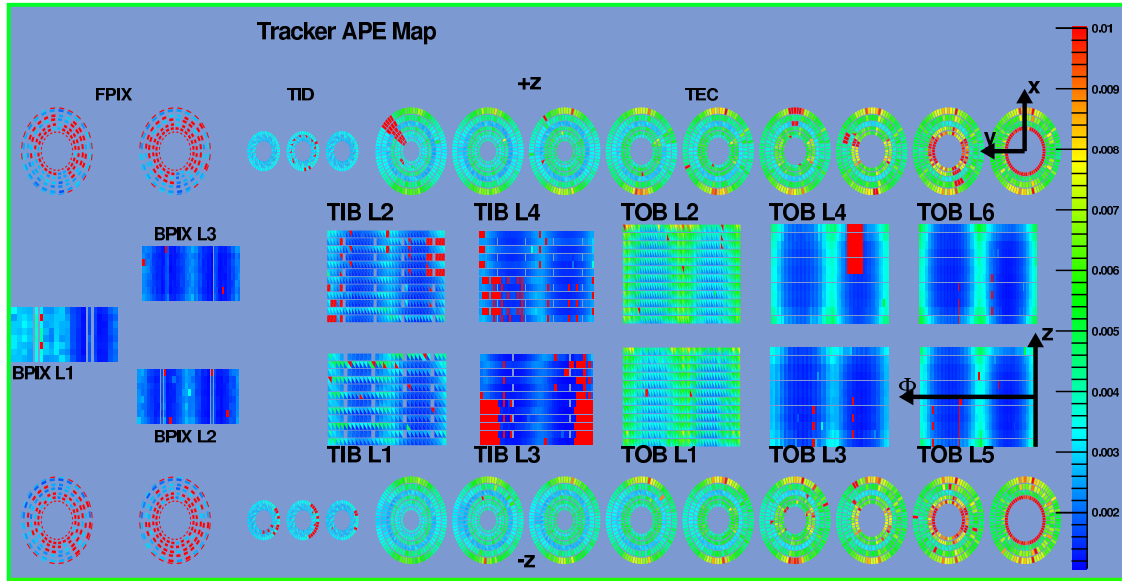 Tracker APE Map
FPIX
TID
+z
TEC
x
y
TIB L2
TIB L4
TOB L2
TOB L4
TOB L6
BPIX L3
BPIX L1
BPIX L2
z
Φ
TIB L1
TIB L3
TOB L1
TOB L3
TOB L5
-z
0.01
0.009
0.008
0.007
0.006
0.005
0.004
0.003
0.002